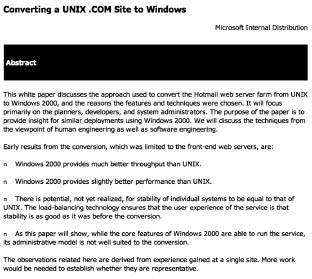 Converting a UNIX .COM Site to Windows
Microsoft Internal Distribution
Abstract
This white paper discusses the approach used to convert the Hotmail web server farm from UNIX
to Windows 2000, and the reasons the features and techniques were chosen. It will focus
primarily on the planners, developers, and system administrators. The purpose of the paper is to
provide insight for similar deployments using Windows 2000. We will discuss the techniques from
the viewpoint of human engineering as well as software engineering.
Early results from the conversion, which was limited to the front-end web servers, are:
n Windows 2000 provides much better throughput than UNIX.
n Windows 2000 provides slightly better performance than UNIX.
n There is potential, not yet realized, for stability of individual systems to be equal to that of
UNIX. The load-balancing technology ensures that the user experience of the service is that
stability is as good as it was before the conversion.
n As this paper will show, while the core features of Windows 2000 are able to run the service,
its administrative model is not well suited to the conversion.
The observations related here are derived from experience gained at a single site. More work
would be needed to establish whether they are representative.